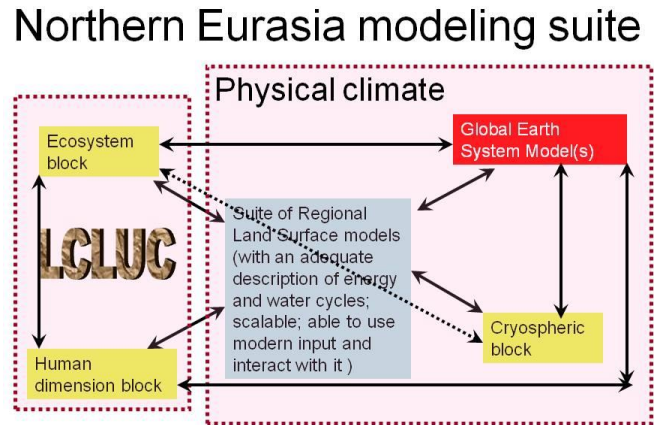 Northern Eurasia modeling suite
Physical climate
Ecosystem
block
Global Earth
System Model(s)
LCLUC
Suite of Regional
Land Surface models
(with an adequate
description of energy
and water cycles;
scalable; able to use
modern input and
interact with it )
Cryospheric
block
Human
dimension block